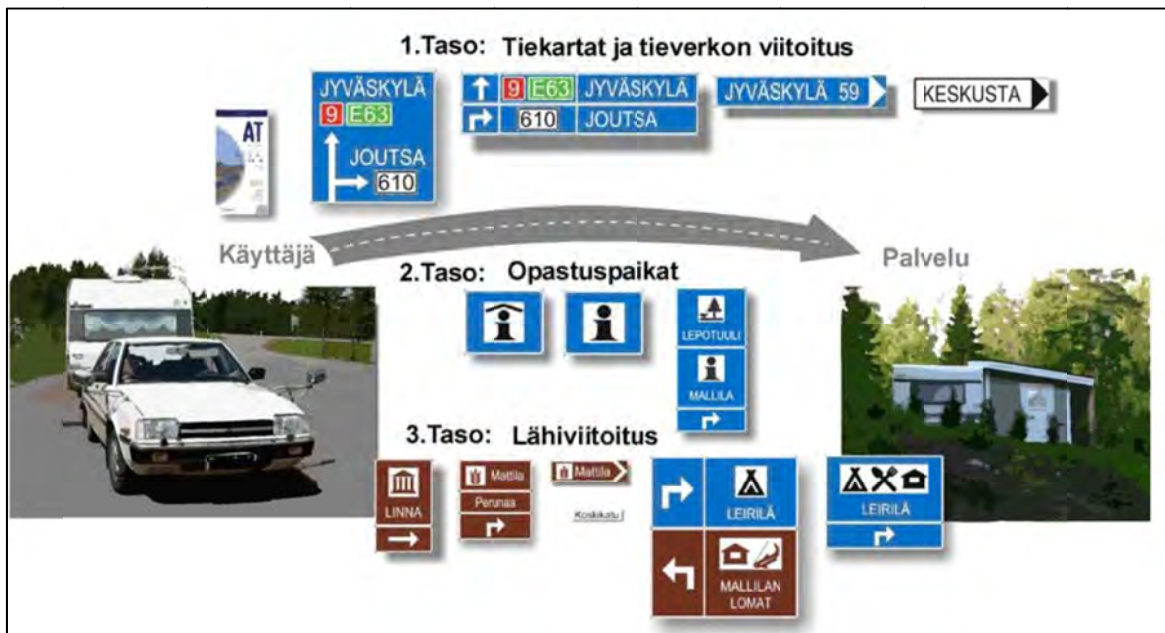 1.Taso: Tiekartat ja tieverkon viitoitus
AT
JYVÄSKYLÄ
9 E63
JOUTSA
610
9 E63 JYVÄSKYLÄ
610 JOUTSA
JYVÄSKYLÄ 59
KESKUSTA
Käyttäjä
Palvelu
2.Taso: Opastuspaikat
i
i
LEPOTUULI
i
MALLILA
3.Taso: Lähiviitoitus
LINNA
Mattila
Perunaa
Mattila
Koskikatu
LEIRILÄ
MALLILAN
LOMAT
LEIRILÄ